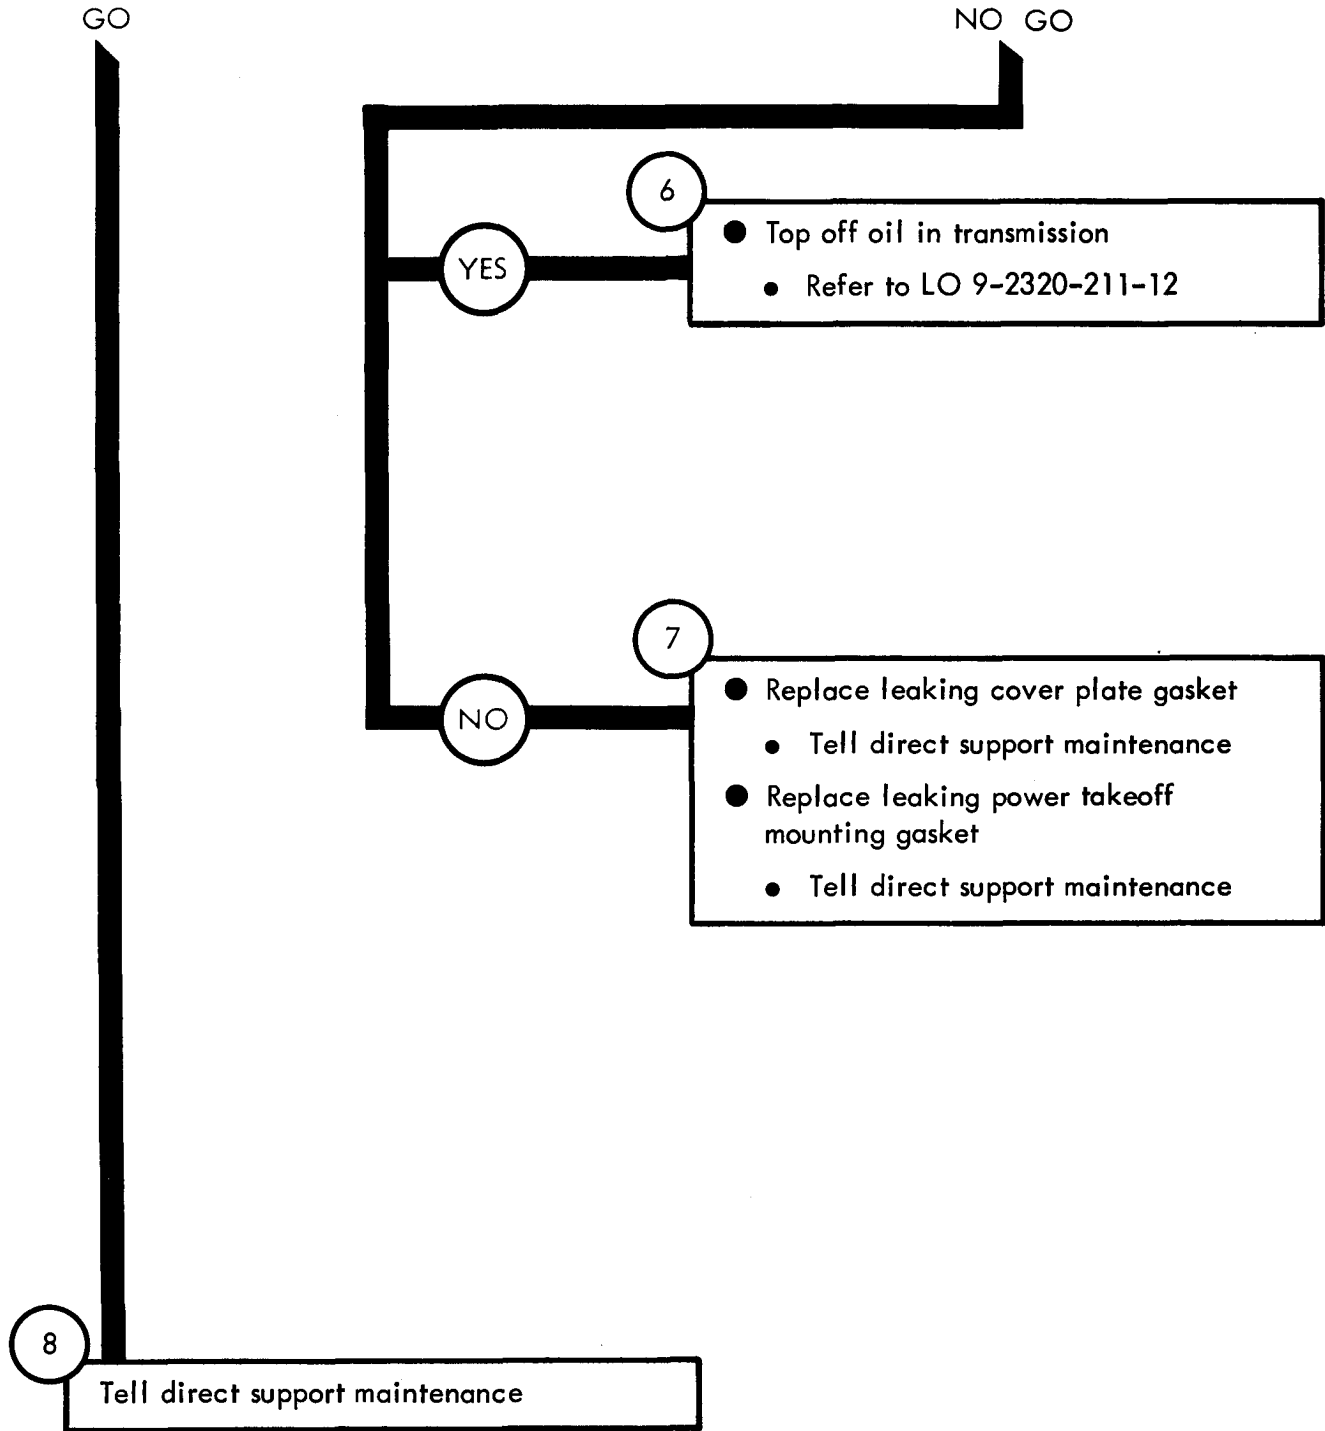 GO
NO GO
6
● Top off oil in transmission
● Refer to LO 9-2320-211-12
YES
7
● Replace leaking cover plate gasket
● Tell direct support maintenance
● Replace leaking power takeoff
mounting gasket
● Tell direct support maintenance
NO
8
Tell direct support maintenance